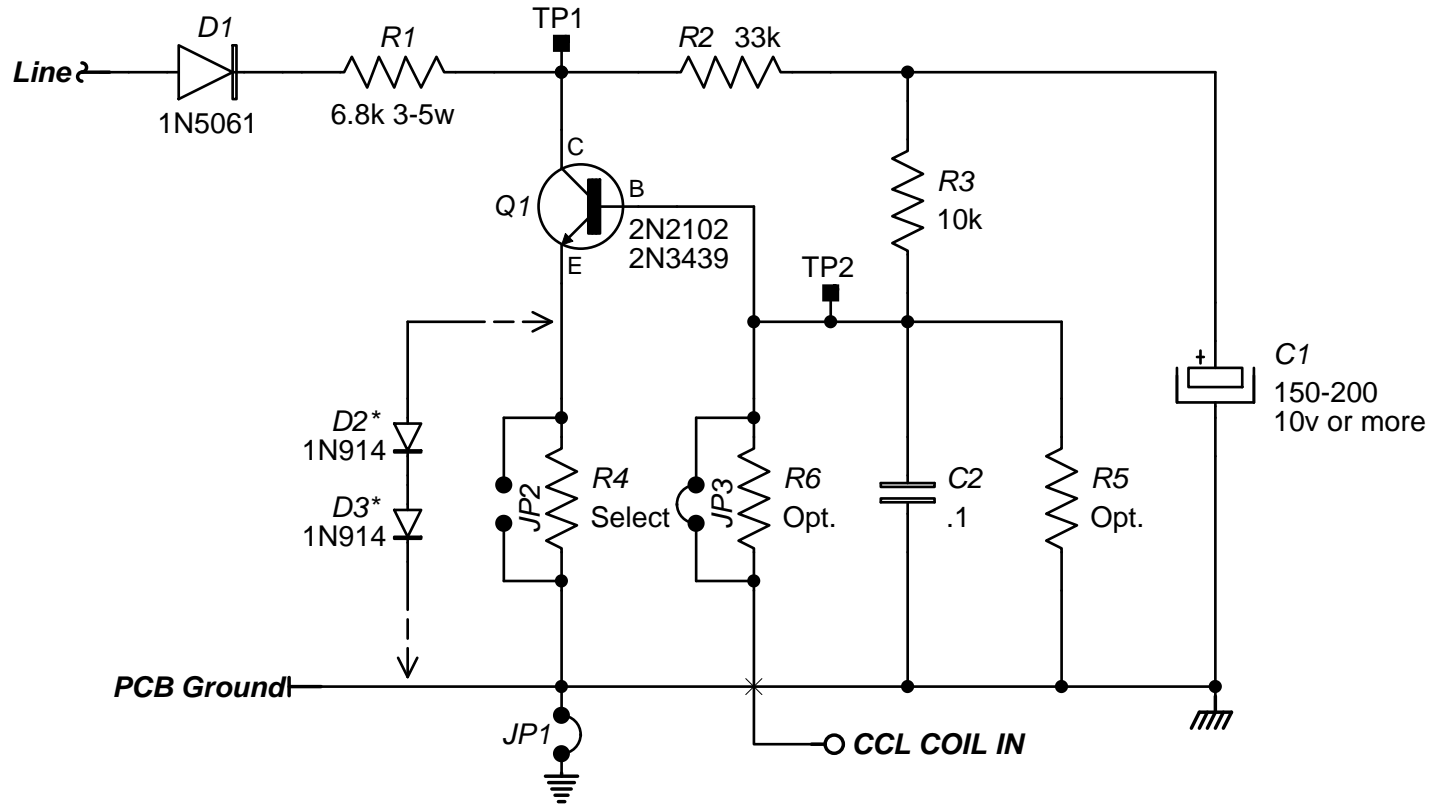 TP1
D1
R1
R2 33k
Line
1N5061
6.8k 3-5w
C
B
Q1
2N2102
2N3439
E
R3
10k
TP2
C1
+
150-200
10v or more
D2*
1N914
D3*
1N914
JP2
R4
Select
JP3
R6
Opt.
C2
.1
R5
Opt.
PCB Ground
JP1
CCL COIL IN